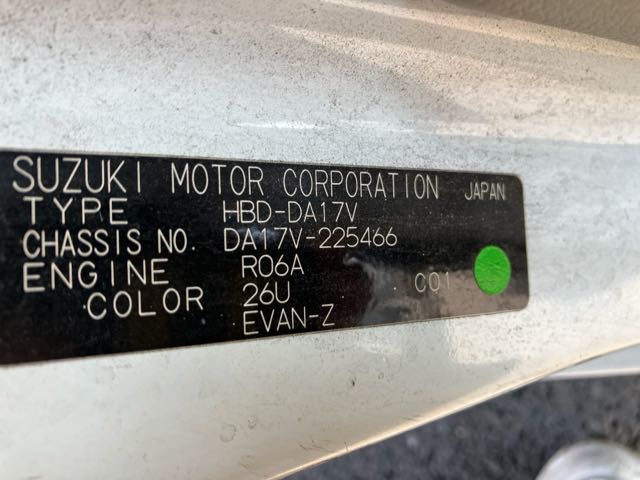 SUZUKI MOTOR CORPORATION JAPAN
TYPE HBD-DA17V
CHASSIS NO. DA17V-225466
ENGINE R06A
COLOR 26U C01
EVAN-Z